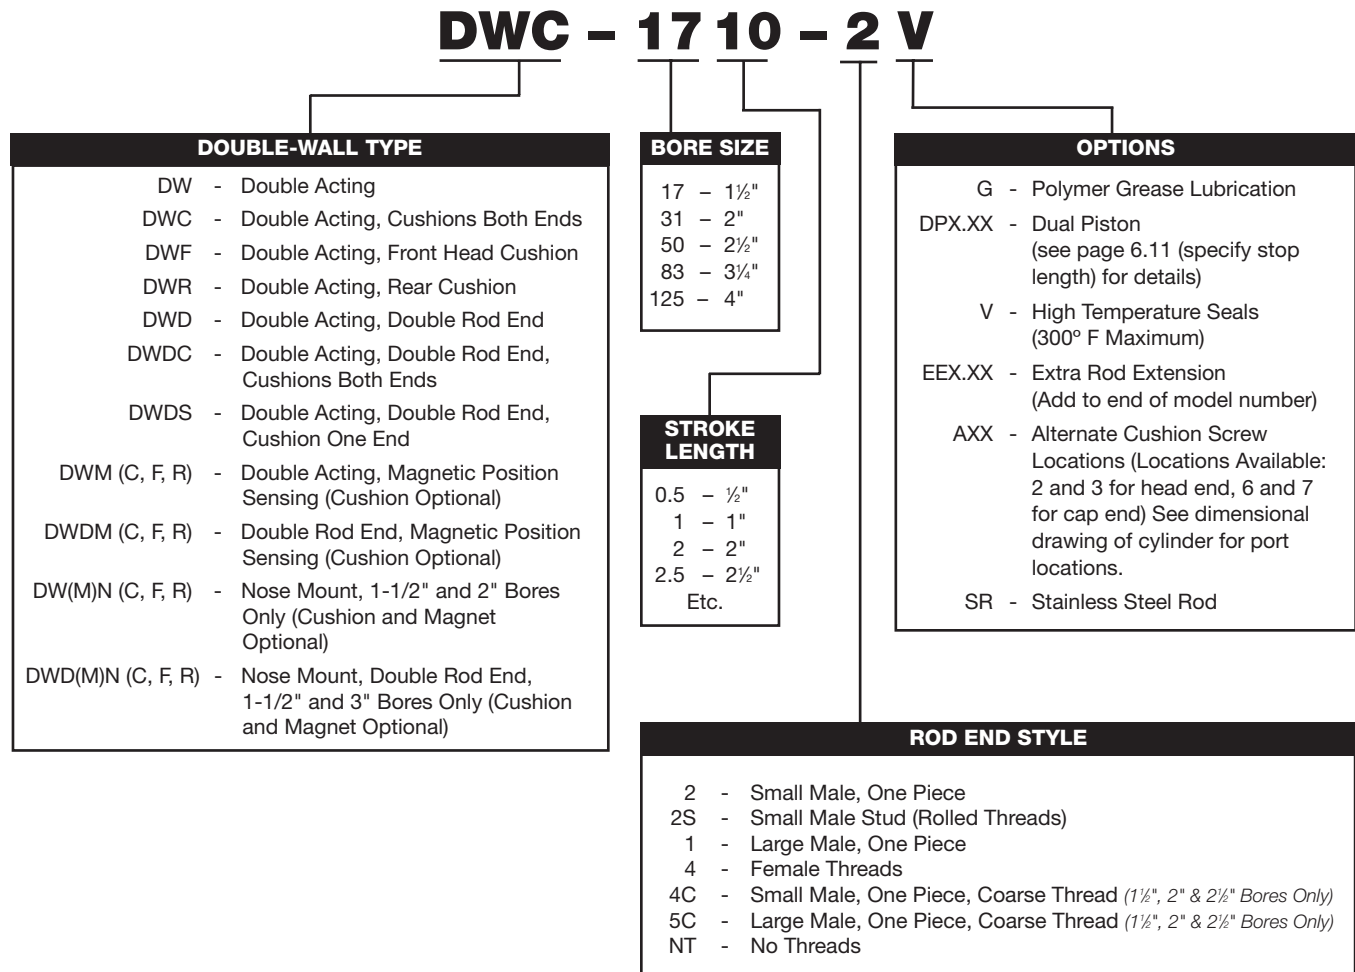 DWC – 17 10 – 2 V
DOUBLE-WALL TYPE
DW - Double Acting
DWC - Double Acting, Cushions Both Ends
DWF - Double Acting, Front Head Cushion
DWR - Double Acting, Rear Cushion
DWD - Double Acting, Double Rod End
DWDC - Double Acting, Double Rod End,
Cushions Both Ends
DWDS - Double Acting, Double Rod End,
Cushion One End
DWM (C, F, R) - Double Acting, Magnetic Position
Sensing (Cushion Optional)
DWDM (C, F, R) - Double Rod End, Magnetic Position
Sensing (Cushion Optional)
DW(M)N (C, F, R) - Nose Mount, 1-1/2" and 2" Bores
Only (Cushion and Magnet
Optional)
DWD(M)N (C, F, R) - Nose Mount, Double Rod End,
1-1/2" and 3" Bores Only (Cushion
and Magnet Optional)
BORE SIZE
17 – 1½"
31 – 2"
50 – 2½"
83 – 3¼"
125 – 4"
STROKE
LENGTH
0.5 – ½"
1 – 1"
2 – 2"
2.5 – 2½"
Etc.
OPTIONS
G - Polymer Grease Lubrication
DPX.XX - Dual Piston
(see page 6.11 (specify stop
length) for details)
V - High Temperature Seals
(300º F Maximum)
EEX.XX - Extra Rod Extension
(Add to end of model number)
AXX - Alternate Cushion Screw
Locations (Locations Available:
2 and 3 for head end, 6 and 7
for cap end) See dimensional
drawing of cylinder for port
locations.
SR - Stainless Steel Rod
ROD END STYLE
2 - Small Male, One Piece
2S - Small Male Stud (Rolled Threads)
1 - Large Male, One Piece
4 - Female Threads
4C - Small Male, One Piece, Coarse Thread (1½", 2" & 2½" Bores Only)
5C - Large Male, One Piece, Coarse Thread (1½", 2" & 2½" Bores Only)
NT - No Threads